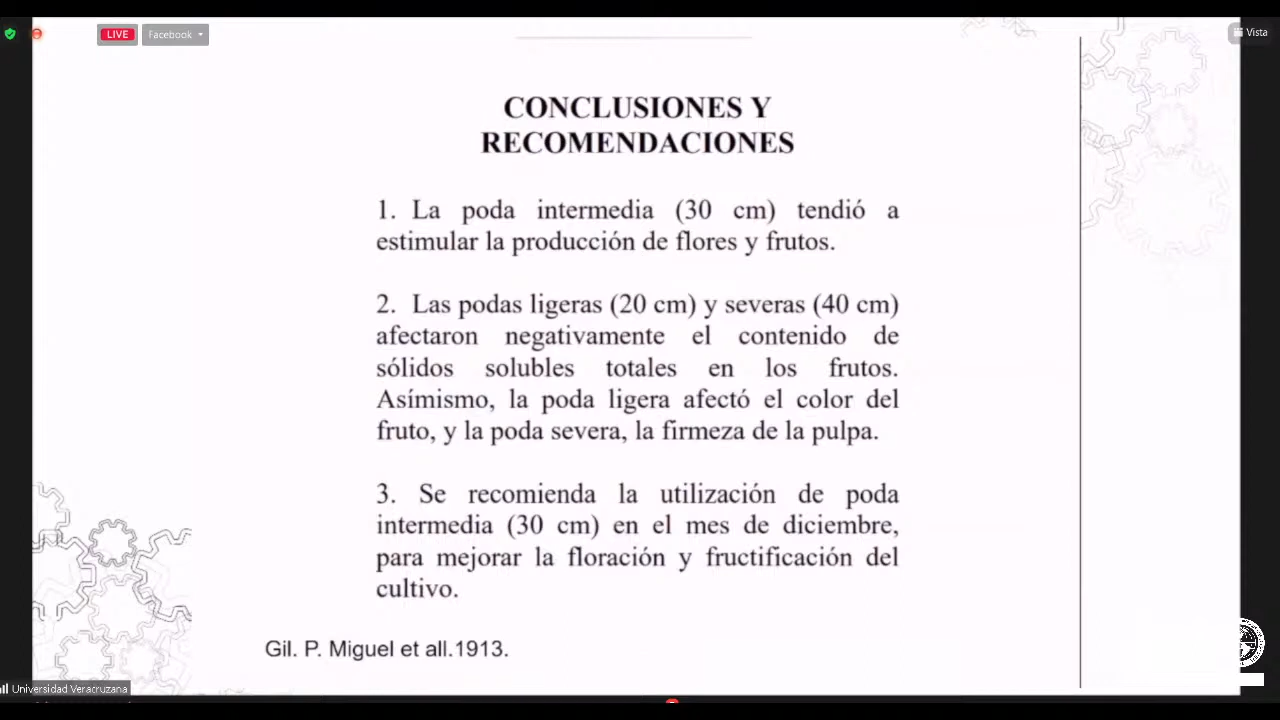 LIVE
Facebook
Vista
CONCLUSIONES Y
RECOMENDACIONES
1. La poda intermedia (30 cm) tendió a
estimular la producción de flores y frutos.
2. Las podas ligeras (20 cm) y severas (40 cm)
afectaron negativamente el contenido de
sólidos solubles totales en los frutos.
Asímismo, la poda ligera afectó el color del
fruto, y la poda severa, la firmeza de la pulpa.
3. Se recomienda la utilización de poda
intermedia (30 cm) en el mes de diciembre,
para mejorar la floración y fructificación del
cultivo.
Gil. P. Miguel et all.1913.
Universidad Veracruzana